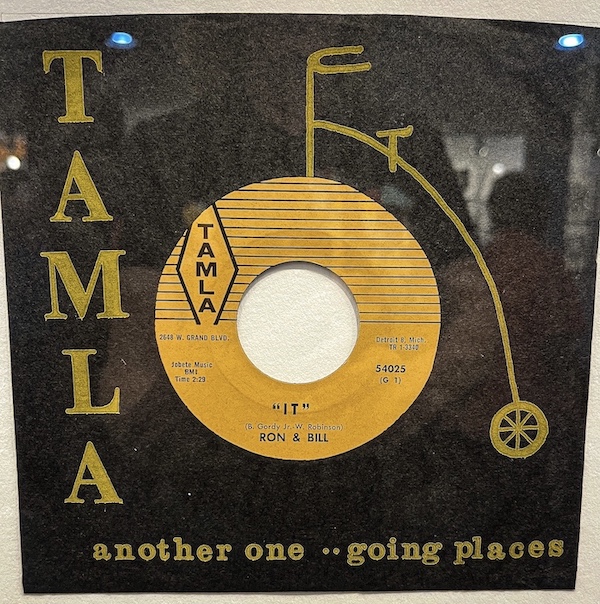 TAMLA
TAMLA
2648 W. GRAND BLVD.
Detroit 8, Mich.
TR 1-3340
Jobete Music
BMI
Time 2:29
54025
(G 1)
"IT"
(B. Gordy Jr.-W. Robinson)
RON & BILL
another one ·· going places